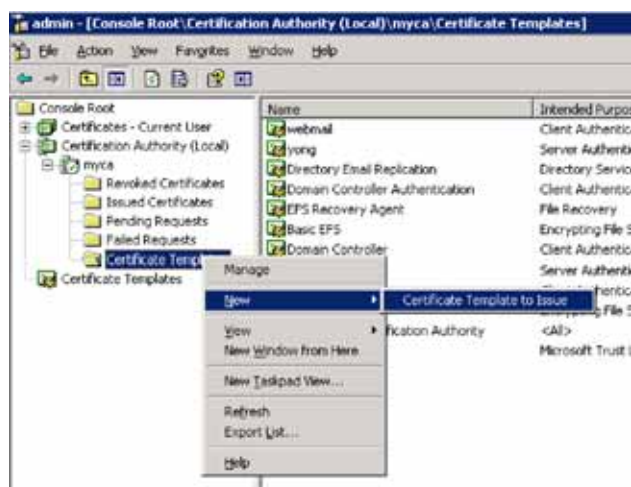 admin - [Console Root\Certification Authority (Local)\myca\Certificate Templates]
File Action View Favorites Window Help
Console Root
Certificates - Current User
Certification Authority (Local)
myca
Revoked Certificates
Issued Certificates
Pending Requests
Failed Requests
Certificate Temp
Certificate Templates
Name Intended Purpos
webmail Client Authentic
yong Server Authenti
Directory Email Replication Directory Servic
Domain Controller Authentication Client Authentic
EFS Recovery Agent File Recovery
Basic EFS Encrypting File S
Domain Controller Client Authentic
Server Authenti
File S
fication Authority <All>
Microsoft Trust L
Manage
New
Certificate Template to Issue
View
New Window from Here
New Taskpad View...
Refresh
Export List...
Help